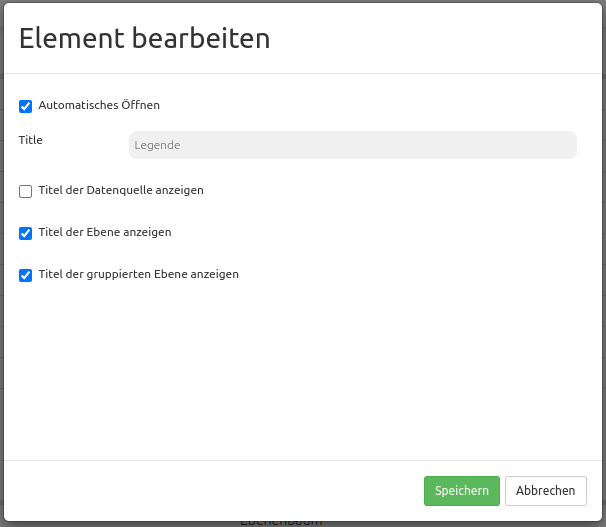 Element bearbeiten
Automatisches Öffnen
Title
Legende
Titel der Datenquelle anzeigen
Titel der Ebene anzeigen
Titel der gruppierten Ebene anzeigen
Speichern
Abbrechen
Ebenenbaum